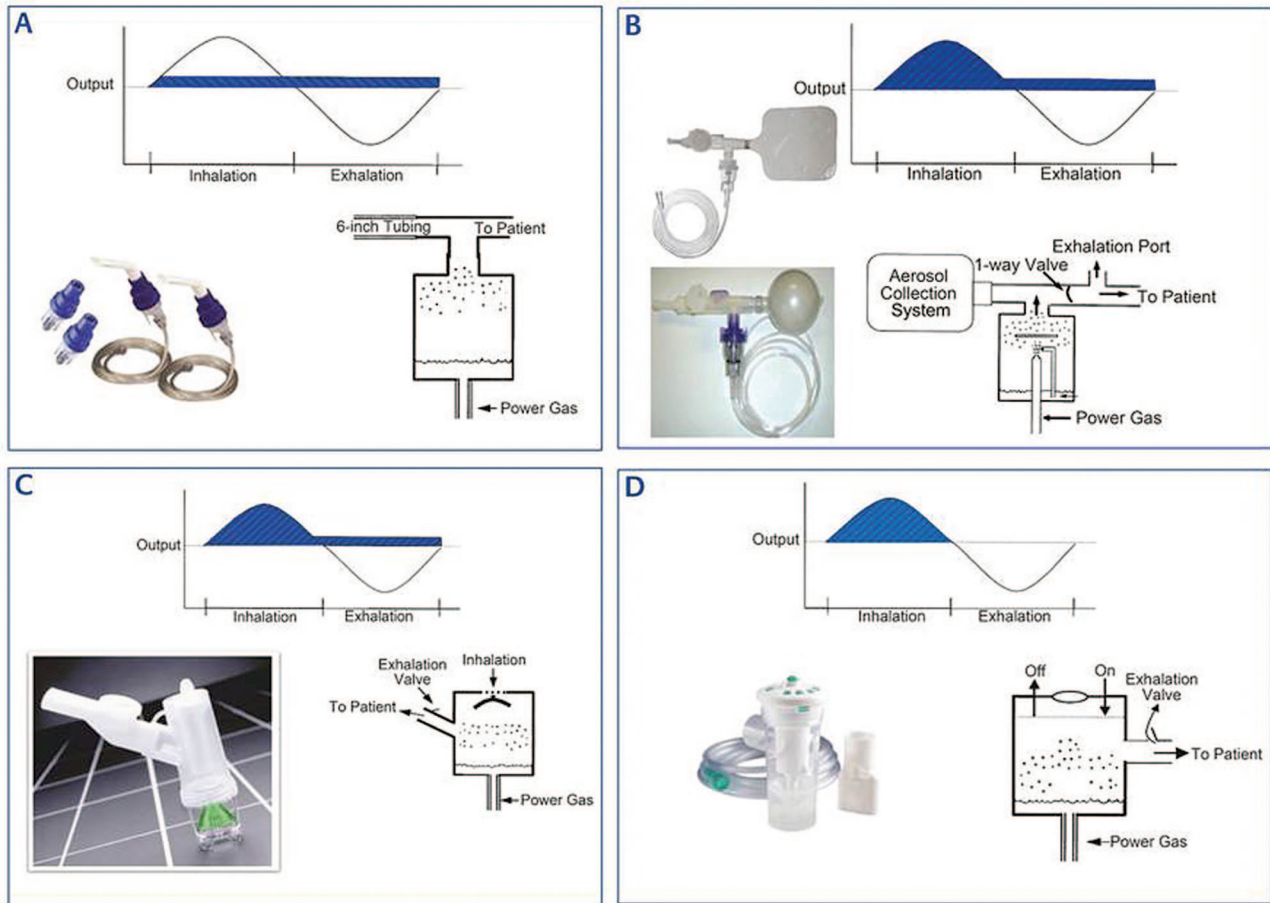 A
Output
Inhalation
Exhalation
6-inch Tubing
To Patient
Power Gas
B
Output
Inhalation
Exhalation
Exhalation Port
1-way Valve
Aerosol
Collection
System
To Patient
Power Gas
C
Output
Inhalation
Exhalation
Exhalation
Valve
Inhalation
To Patient
Power Gas
D
Output
Inhalation
Exhalation
Off
On
Exhalation
Valve
To Patient
Power Gas